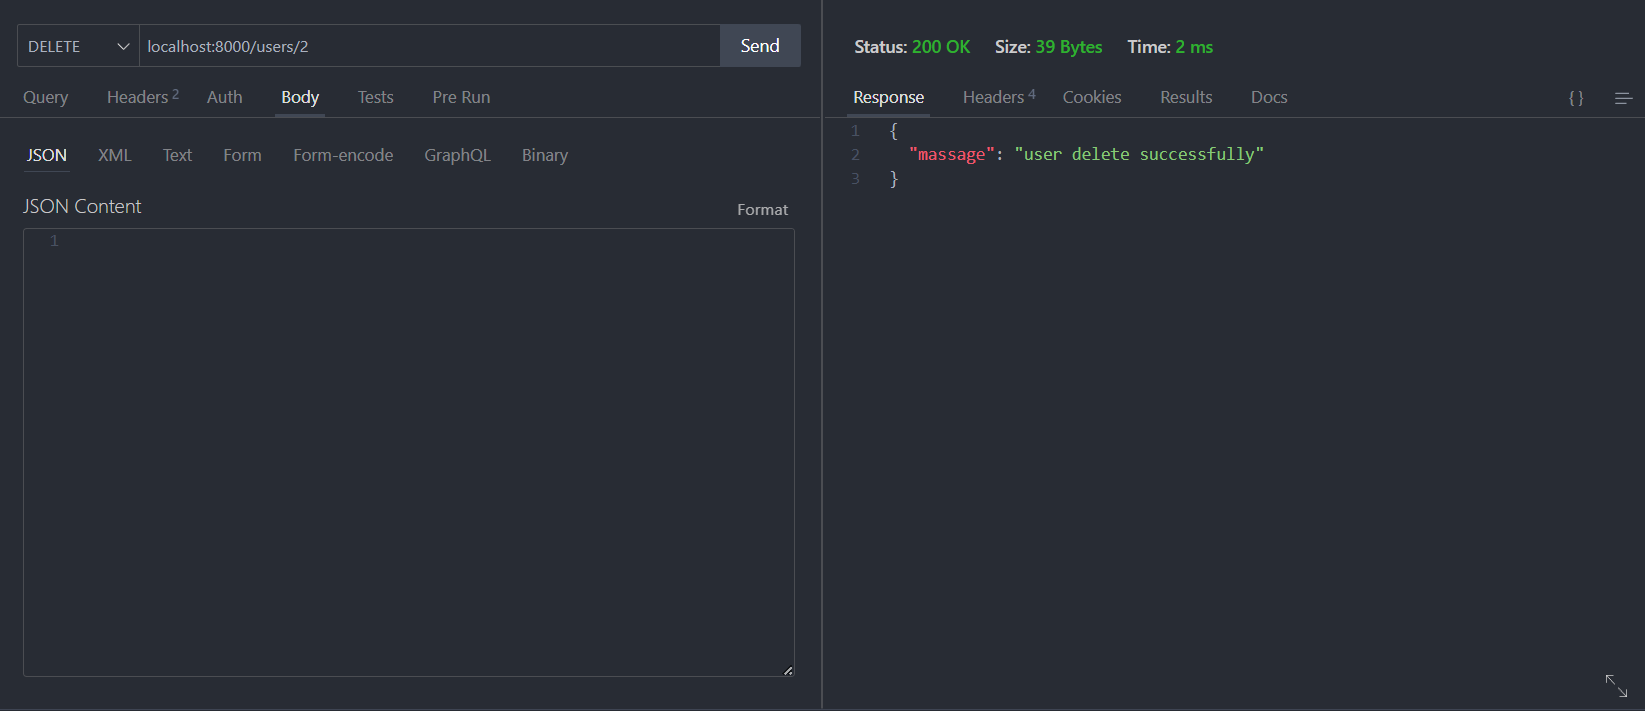 DELETE localhost:8000/users/2 Send
Query Headers 2 Auth Body Tests Pre Run
JSON XML Text Form Form-encode GraphQL Binary
JSON Content Format
1
Status: 200 OK Size: 39 Bytes Time: 2 ms
Response Headers 4 Cookies Results Docs { }
1 {
2 "massage": "user delete successfully"
3 }